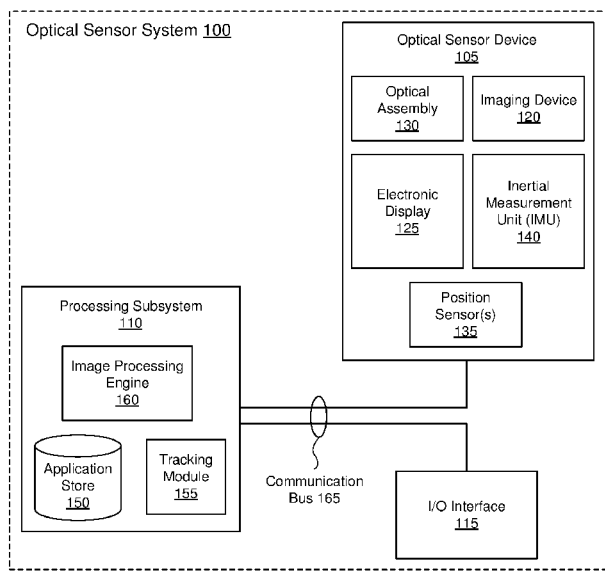 Optical Sensor System 100
Optical Sensor Device
105
Optical
Assembly
130
Imaging Device
120
Electronic
Display
125
Inertial
Measurement
Unit (IMU)
140
Position
Sensor(s)
135
Processing Subsystem
110
Image Processing
Engine
160
Application
Store
150
Tracking
Module
155
Communication
Bus 165
I/O Interface
115